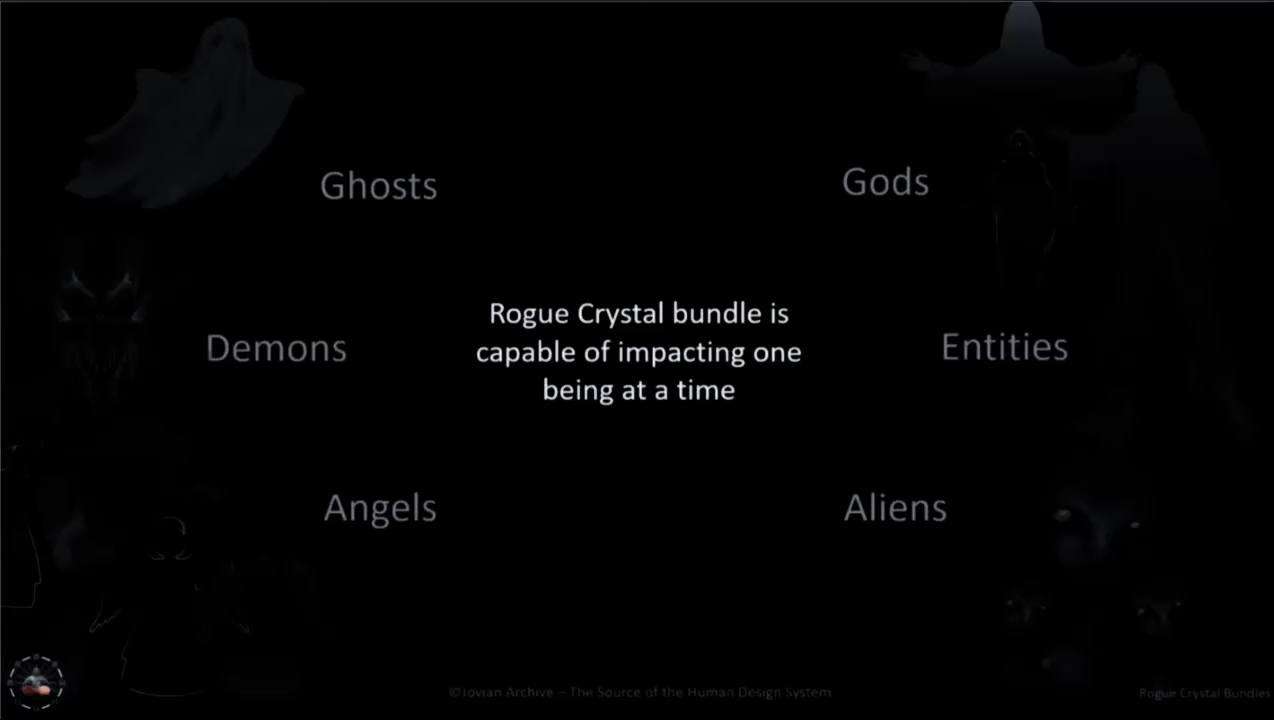 Ghosts
Gods
Rogue Crystal bundle is
capable of impacting one
being at a time
Demons
Entities
Angels
Aliens
©Jovian Archive – The Source of the Human Design System
Rogue Crystal Bundles